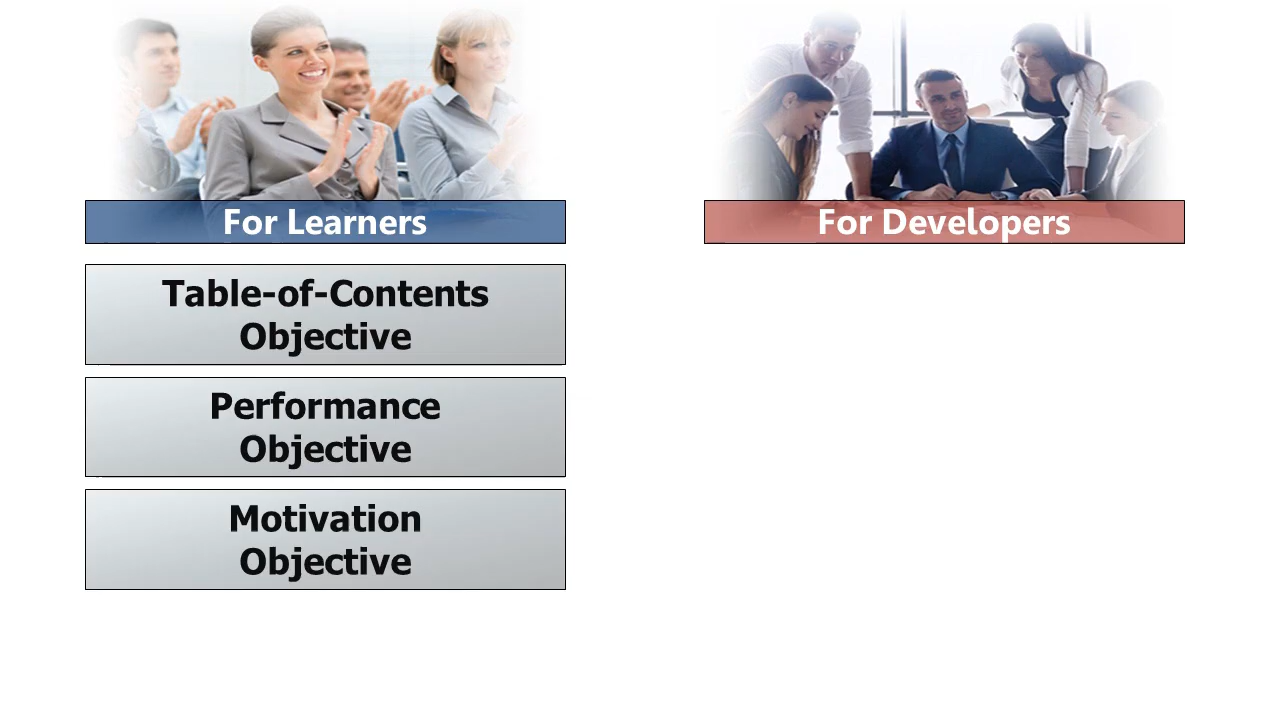 For Learners
For Developers
Table-of-Contents
Objective
Performance
Objective
Motivation
Objective